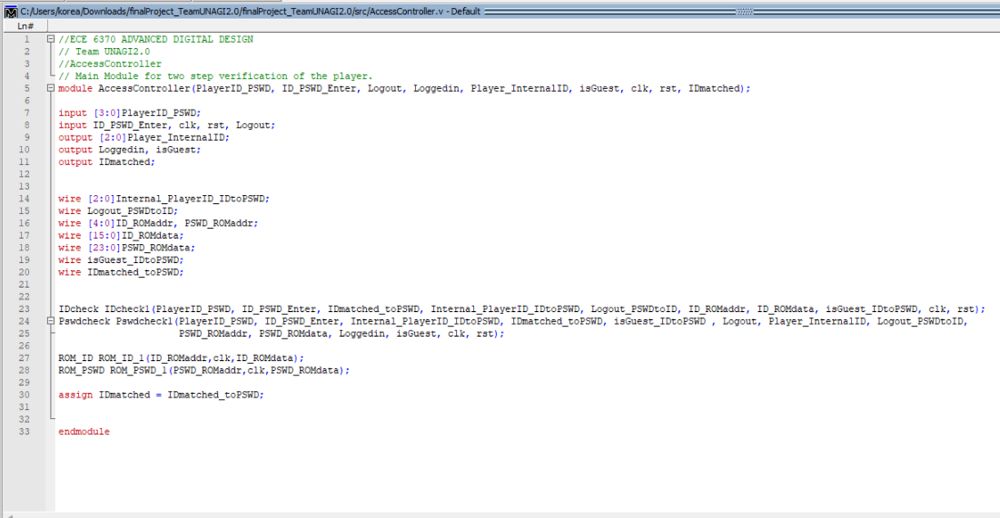 C:/Users/korea/Downloads/finalProject_TeamUNAGI2.0/finalProject_TeamUNAGI2.0/src/AccessController.v - Default
Ln#
1 //ECE 6370 ADVANCED DIGITAL DESIGN
2 // Team UNAGI2.0
3 //AccessController
4 // Main Module for two step verification of the player.
5 module AccessController(PlayerID_PSWD, ID_PSWD_Enter, Logout, Loggedin, Player_InternalID, isGuest, clk, rst, IDmatched);
6
7 input [3:0]PlayerID_PSWD;
8 input ID_PSWD_Enter, clk, rst, Logout;
9 output [2:0]Player_InternalID;
10 output Loggedin, isGuest;
11 output IDmatched;
12
13
14 wire [2:0]Internal_PlayerID_IDtoPSWD;
15 wire Logout_PSWDtoID;
16 wire [4:0]ID_ROMaddr, PSWD_ROMaddr;
17 wire [15:0]ID_ROMdata;
18 wire [23:0]PSWD_ROMdata;
19 wire isGuest_IDtoPSWD;
20 wire IDmatched_toPSWD;
21
22
23 IDcheck IDcheck1(PlayerID_PSWD, ID_PSWD_Enter, IDmatched_toPSWD, Internal_PlayerID_IDtoPSWD, Logout_PSWDtoID, ID_ROMaddr, ID_ROMdata, isGuest_IDtoPSWD, clk, rst);
24 Pswdcheck Pswdcheck1(PlayerID_PSWD, ID_PSWD_Enter, Internal_PlayerID_IDtoPSWD, IDmatched_toPSWD, isGuest_IDtoPSWD , Logout, Player_InternalID, Logout_PSWDtoID,
25 PSWD_ROMaddr, PSWD_ROMdata, Loggedin, isGuest, clk, rst);
26
27 ROM_ID ROM_ID_1(ID_ROMaddr,clk,ID_ROMdata);
28 ROM_PSWD ROM_PSWD_1(PSWD_ROMaddr,clk,PSWD_ROMdata);
29
30 assign IDmatched = IDmatched_toPSWD;
31
32
33 endmodule